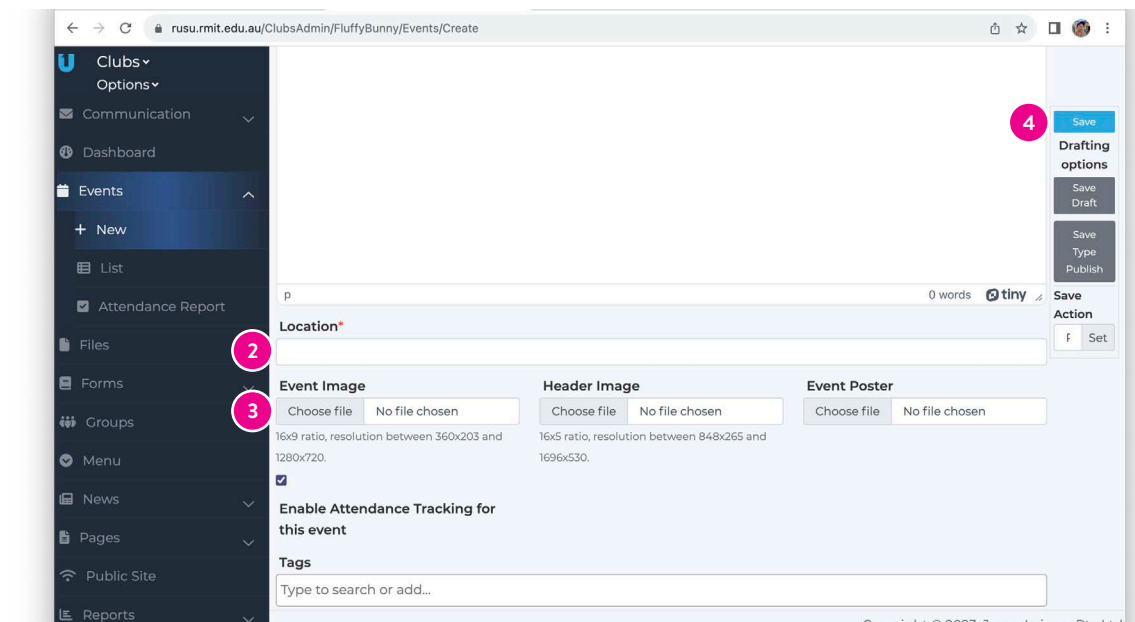 rusu.rmit.edu.au/ClubsAdmin/FluffyBunny/Events/Create
Clubs
Options
Communication
Dashboard
Events
+ New
List
Attendance Report
Files
Forms
Groups
Menu
News
Pages
Public Site
Reports
p
0 words
tiny
Location*
2
Event Image
Header Image
Event Poster
3
Choose file No file chosen
Choose file No file chosen
Choose file No file chosen
16x9 ratio, resolution between 360x203 and
1280x720.
16x5 ratio, resolution between 848x265 and
1696x530.
Enable Attendance Tracking for
this event
Tags
Type to search or add...
4
Save
Drafting
options
Save
Draft
Save
Type
Publish
Save
Action
Set